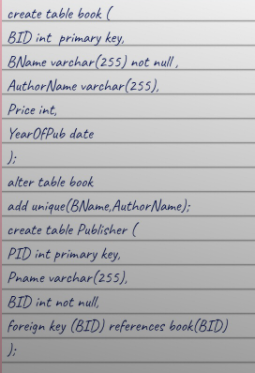 create table book (
BID int primary key,
BName varchar(255) not null ,
AuthorName varchar(255),
Price int,
YearOfPub date
);
alter table book
add unique(BName,AuthorName);
create table Publisher (
PID int primary key,
Pname varchar(255),
BID int not null,
foreign key (BID) references book(BID)
);